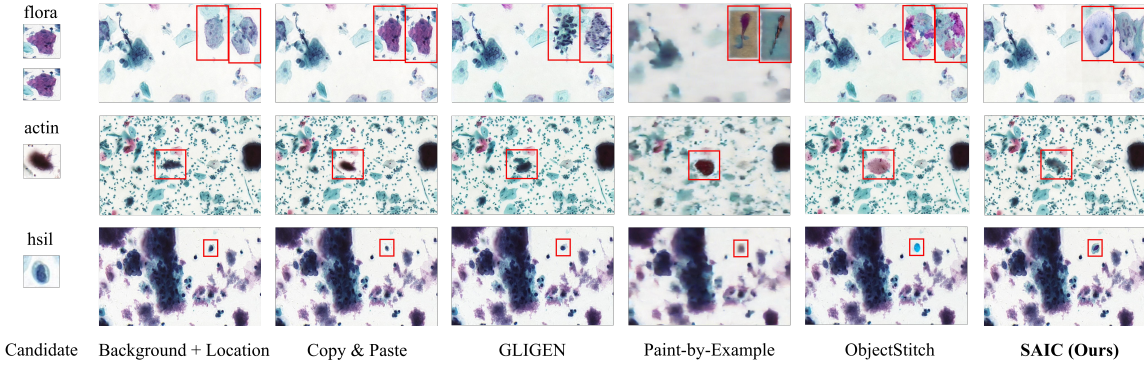 flora
actin
hsil
Candidate Background + Location Copy & Paste GLIGEN Paint-by-Example ObjectStitch SAIC (Ours)